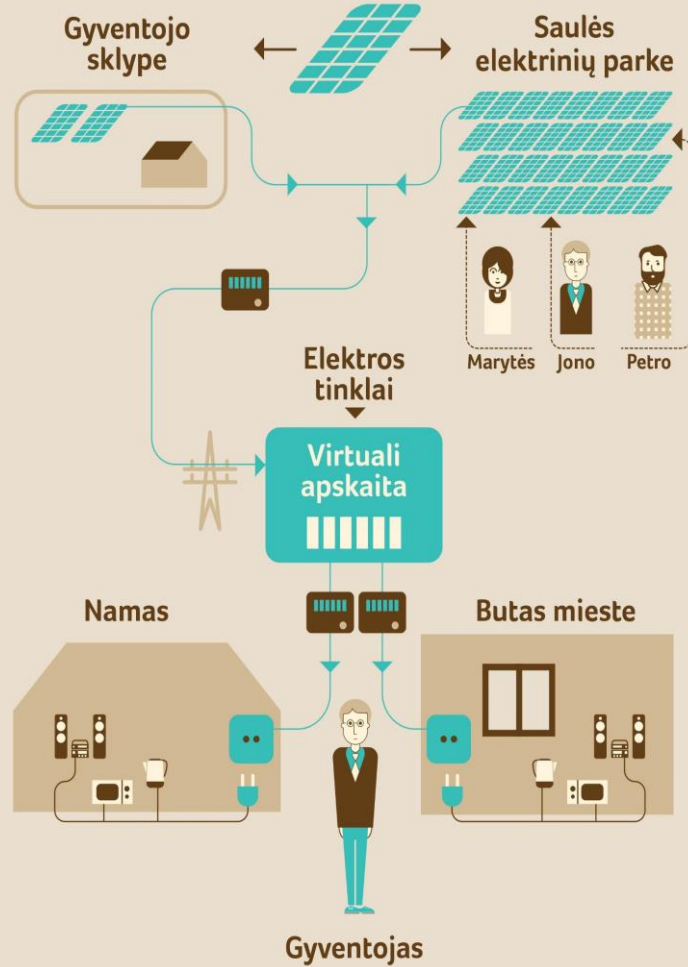 Gyventojo
sklype
Saulės
elektrinių parke
Marytės
Jono
Petro
Elektros
tinklai
Virtuali
apskaita
Namas
Butas mieste
Gyventojas